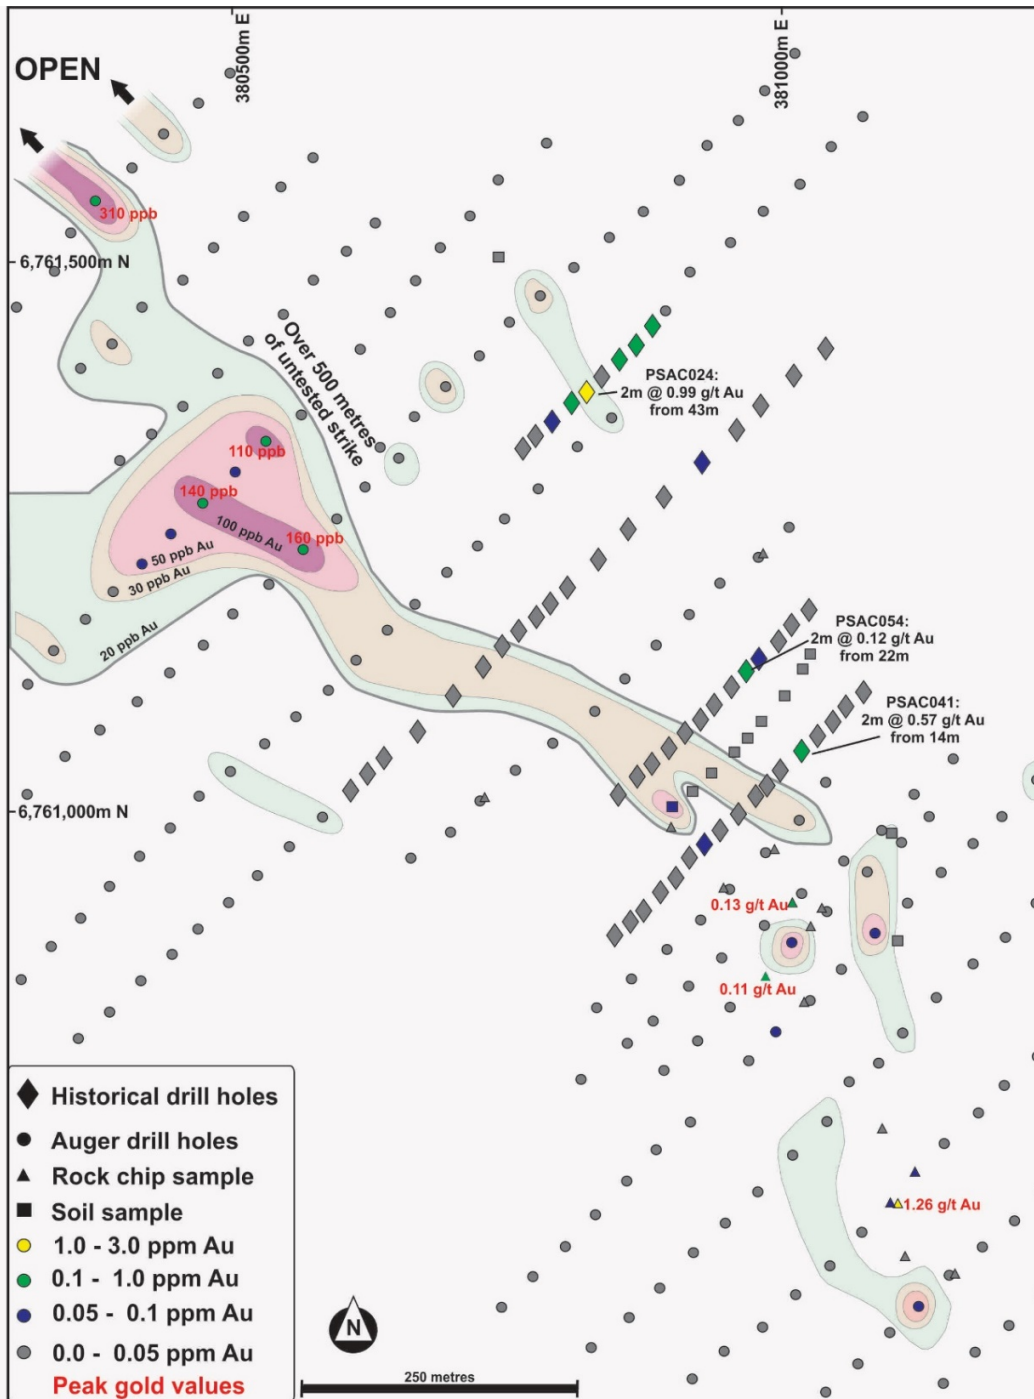 380500m E
381000m E
OPEN
310 ppb
6,761,500m N
Over 500 metres
of untested strike
PSAC024:
2m @ 0.99 g/t Au
from 43m
110 ppb
140 ppb
100 ppb Au
160 ppb
50 ppb Au
30 ppb Au
20 ppb Au
PSAC054:
2m @ 0.12 g/t Au
from 22m
PSAC041:
2m @ 0.57 g/t Au
from 14m
6,761,000m N
0.13 g/t Au
0.11 g/t Au
1.26 g/t Au
Historical drill holes
Auger drill holes
Rock chip sample
Soil sample
1.0 - 3.0 ppm Au
0.1 - 1.0 ppm Au
0.05 - 0.1 ppm Au
0.0 - 0.05 ppm Au
Peak gold values
N
250 metres